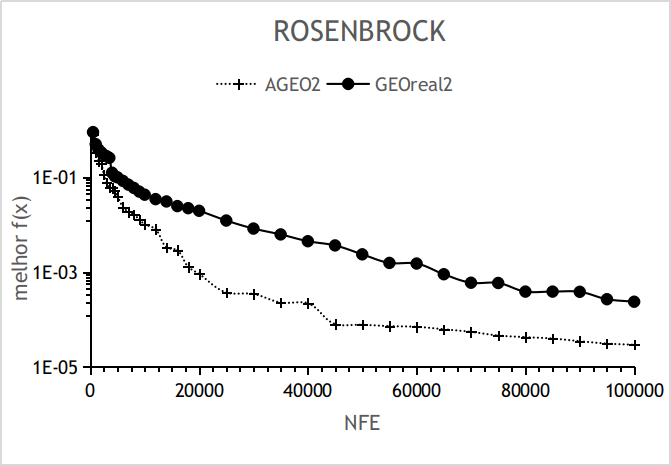 ROSENBROCK
AGEO2 GEOreal2
melhor f(x)
1E-01
1E-03
1E-05
0 20000 40000 60000 80000 100000
NFE